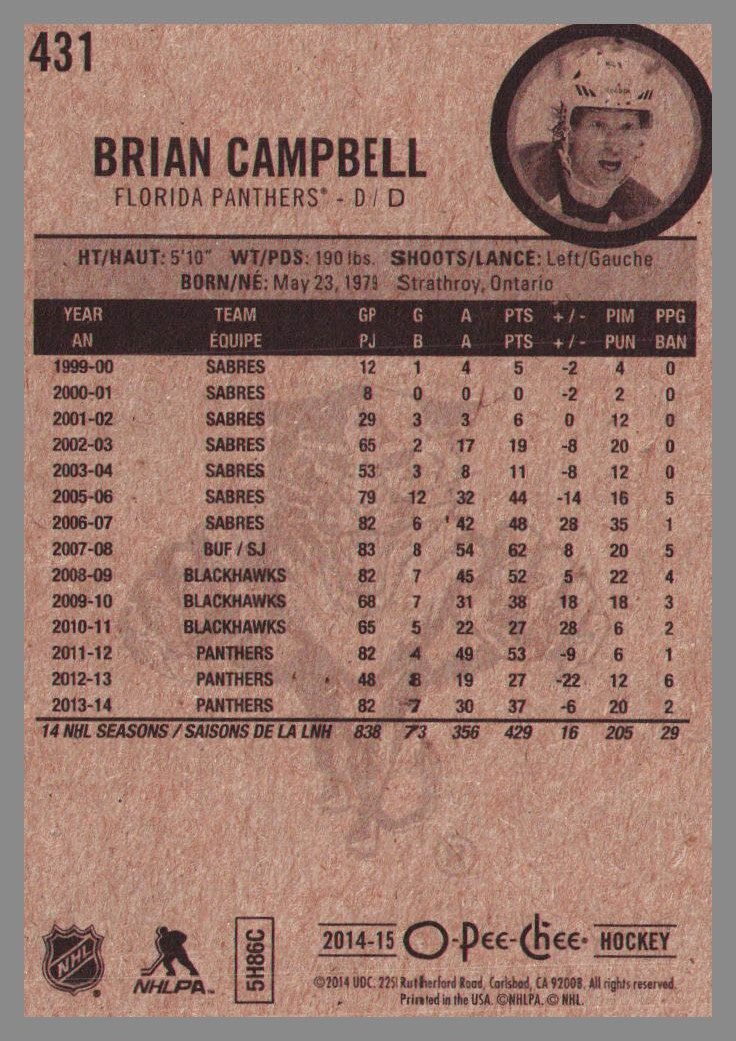 431
BRIAN CAMPBELL
FLORIDA PANTHERS® - D / D
HT/HAUT: 5'10" WT/PDS: 190 lbs. SHOOTS/LANCE: Left/Gauche
BORN/NÉ: May 23, 1979 Strathroy, Ontario
YEAR TEAM GP G A PTS + / - PIM PPG
AN ÉQUIPE PJ B A PTS + / - PUN BAN
1999-00 SABRES 12 1 4 5 -2 4 0
2000-01 SABRES 8 0 0 0 -2 2 0
2001-02 SABRES 29 3 3 6 0 12 0
2002-03 SABRES 65 2 17 19 -8 20 0
2003-04 SABRES 53 3 8 11 -8 12 0
2005-06 SABRES 79 12 32 44 -14 16 5
2006-07 SABRES 82 6 42 48 28 35 1
2007-08 BUF / SJ 83 8 54 62 8 20 5
2008-09 BLACKHAWKS 82 7 45 52 5 22 4
2009-10 BLACKHAWKS 68 7 31 38 18 18 3
2010-11 BLACKHAWKS 65 5 22 27 28 6 2
2011-12 PANTHERS 82 4 49 53 -9 6 1
2012-13 PANTHERS 48 8 19 27 -22 12 6
2013-14 PANTHERS 82 7 30 37 -6 20 2
14 NHL SEASONS / SAISONS DE LA LNH 838 73 356 429 16 205 29
NHL
NHLPA™
5H86C
2014-15 O-Pee-Chee® HOCKEY
©2014 UDC. 2251 Rutherford Road, Carlsbad, CA 92008. All rights reserved.
Printed in the USA. ©NHLPA. © NHL.